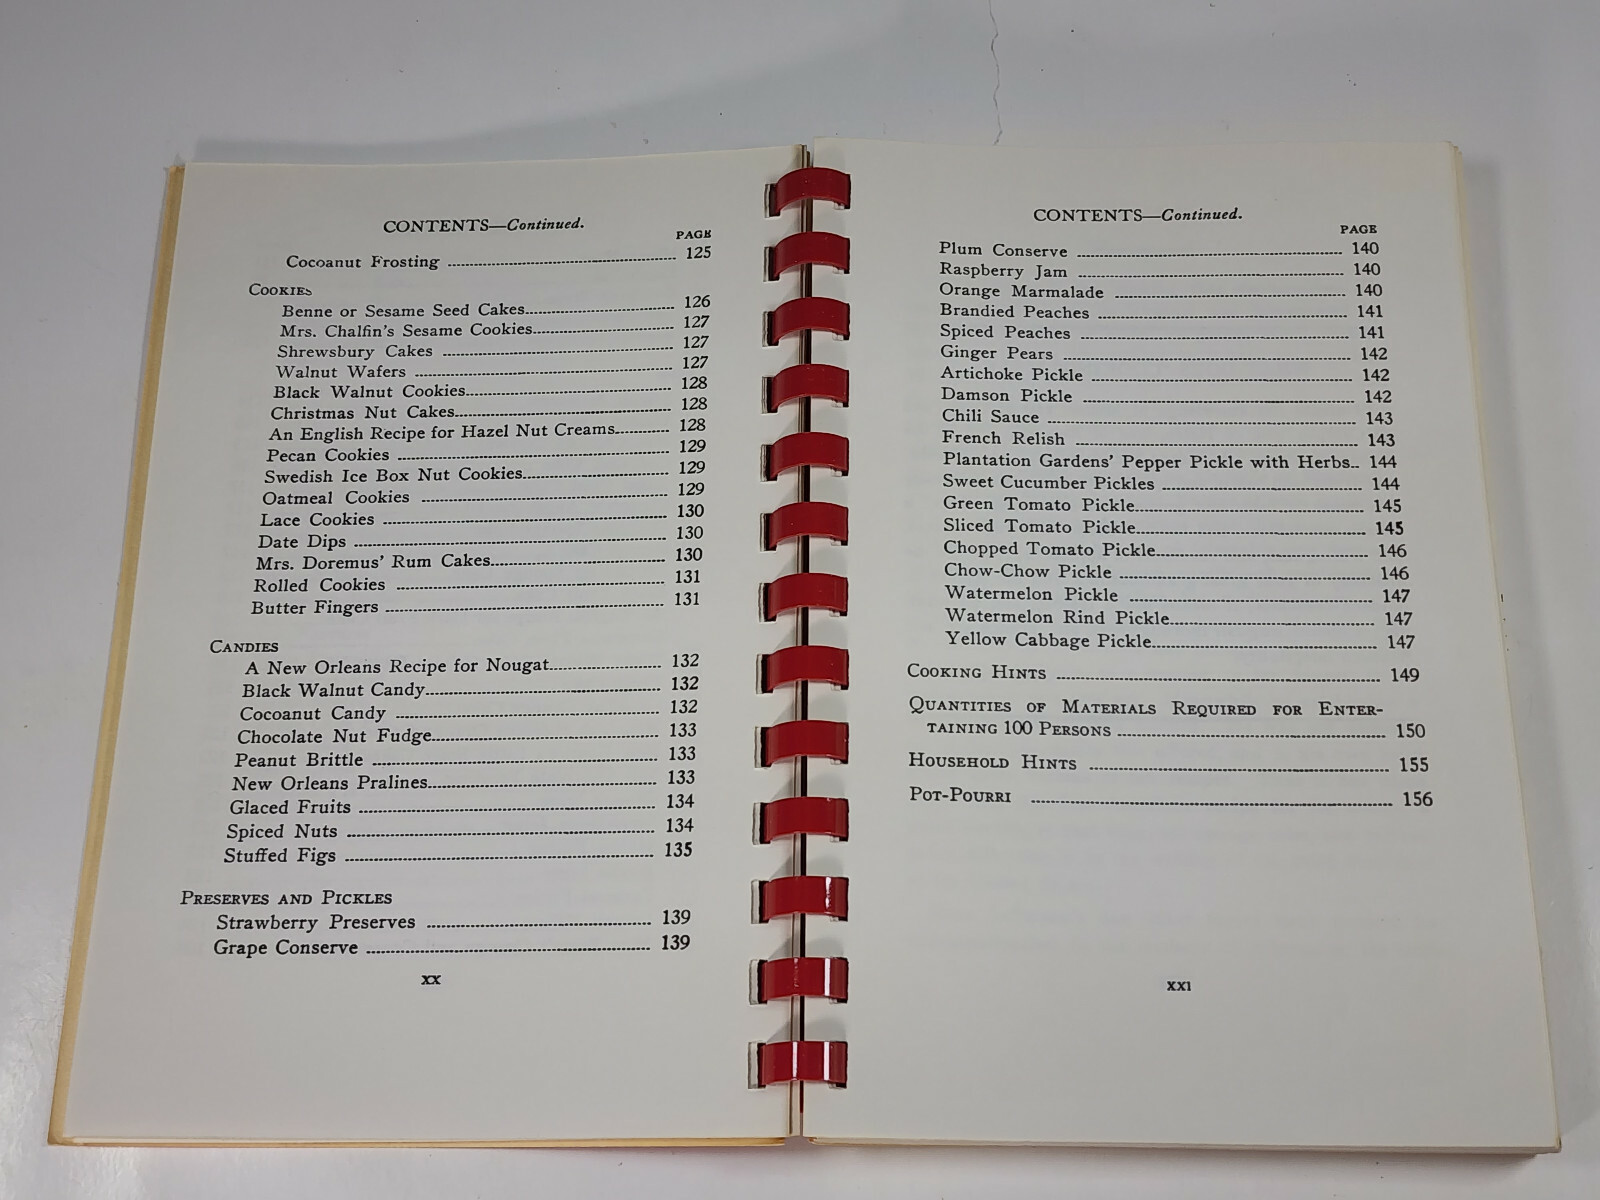 CONTENTS—Continued.
PAGE
Cocoanut Frosting 125
COOKIES
Benne or Sesame Seed Cakes 126
Mrs. Chalfin's Sesame Cookies 127
Shrewsbury Cakes 127
Walnut Wafers 127
Black Walnut Cookies 128
Christmas Nut Cakes 128
An English Recipe for Hazel Nut Creams 128
Pecan Cookies 129
Swedish Ice Box Nut Cookies 129
Oatmeal Cookies 129
Lace Cookies 130
Date Dips 130
Mrs. Doremus' Rum Cakes 130
Rolled Cookies 131
Butter Fingers 131
CANDIES
A New Orleans Recipe for Nougat 132
Black Walnut Candy 132
Cocoanut Candy 132
Chocolate Nut Fudge 133
Peanut Brittle 133
New Orleans Pralines 133
Glaced Fruits 134
Spiced Nuts 134
Stuffed Figs 135
PRESERVES AND PICKLES
Strawberry Preserves 139
Grape Conserve 139
xx
CONTENTS—Continued.
PAGE
Plum Conserve 140
Raspberry Jam 140
Orange Marmalade 140
Brandied Peaches 141
Spiced Peaches 141
Ginger Pears 142
Artichoke Pickle 142
Damson Pickle 142
Chili Sauce 143
French Relish 143
Plantation Gardens' Pepper Pickle with Herbs 144
Sweet Cucumber Pickles 144
Green Tomato Pickle 145
Sliced Tomato Pickle 145
Chopped Tomato Pickle 146
Chow-Chow Pickle 146
Watermelon Pickle 147
Watermelon Rind Pickle 147
Yellow Cabbage Pickle 147
COOKING HINTS 149
QUANTITIES OF MATERIALS REQUIRED FOR ENTER-
TAINING 100 PERSONS 150
HOUSEHOLD HINTS 155
POT-POURRI 156
xxi